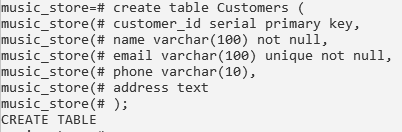 music_store=# create table Customers (
music_store(# customer_id serial primary key,
music_store(# name varchar(100) not null,
music_store(# email varchar(100) unique not null,
music_store(# phone varchar(10),
music_store(# address text
music_store(# );
CREATE TABLE